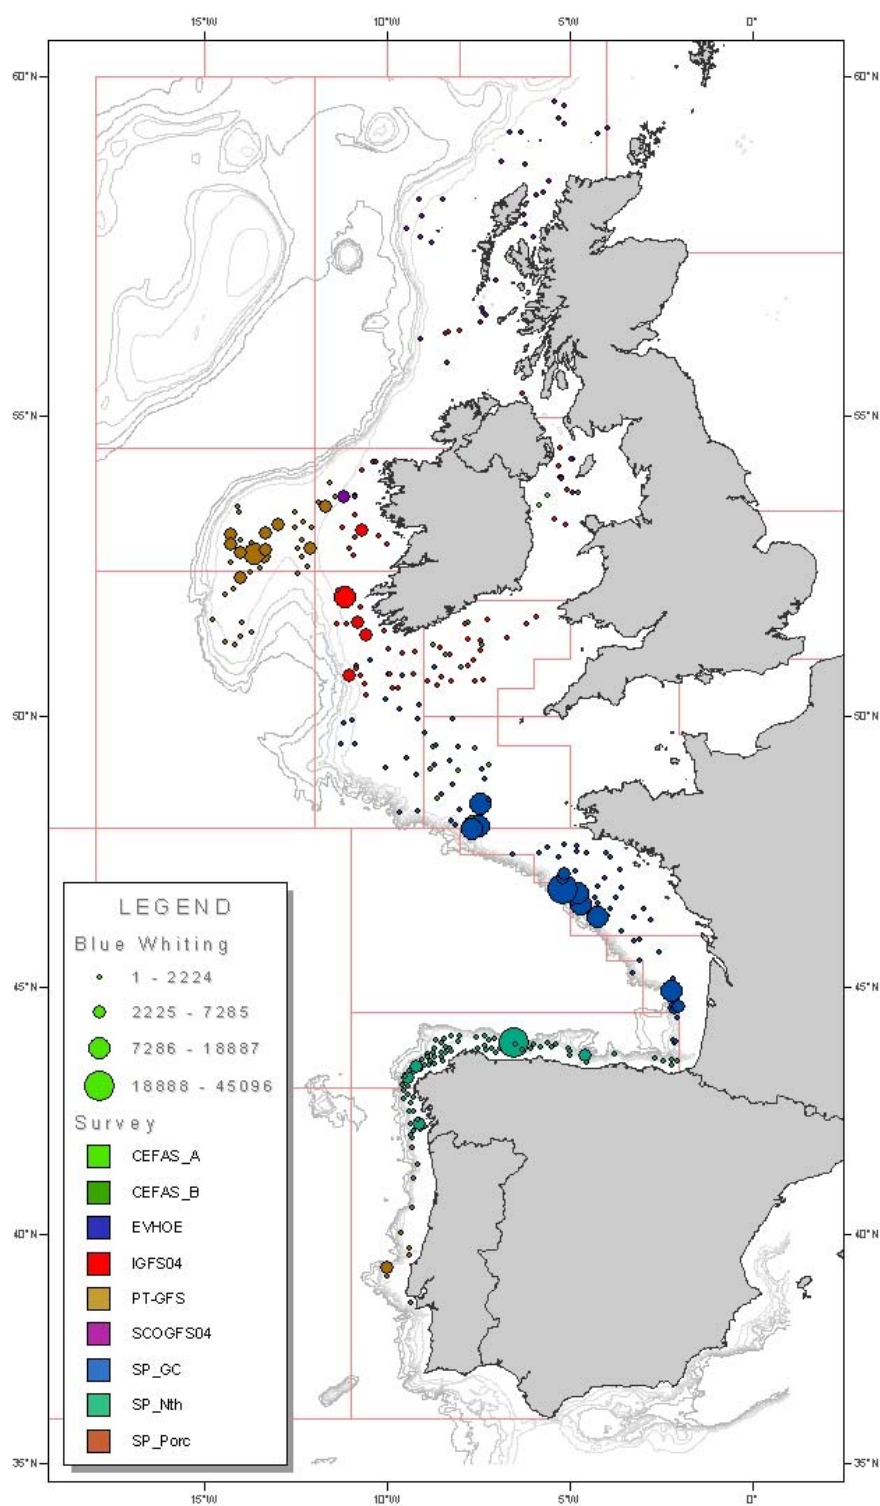 15°W 10°W 5°W 0°
60°N 60°N
55°N 55°N
50°N 50°N
45°N 45°N
40°N 40°N
35°N 35°N
LEGEND
Blue Whiting
1 - 2224
2225 - 7285
7286 - 18887
18888 - 45096
Survey
CEFAS_A
CEFAS_B
EVHOE
IGFS04
PT-GFS
SCOGFS04
SP_GC
SP_Nth
SP_Porc
15°W 10°W 5°W 0°